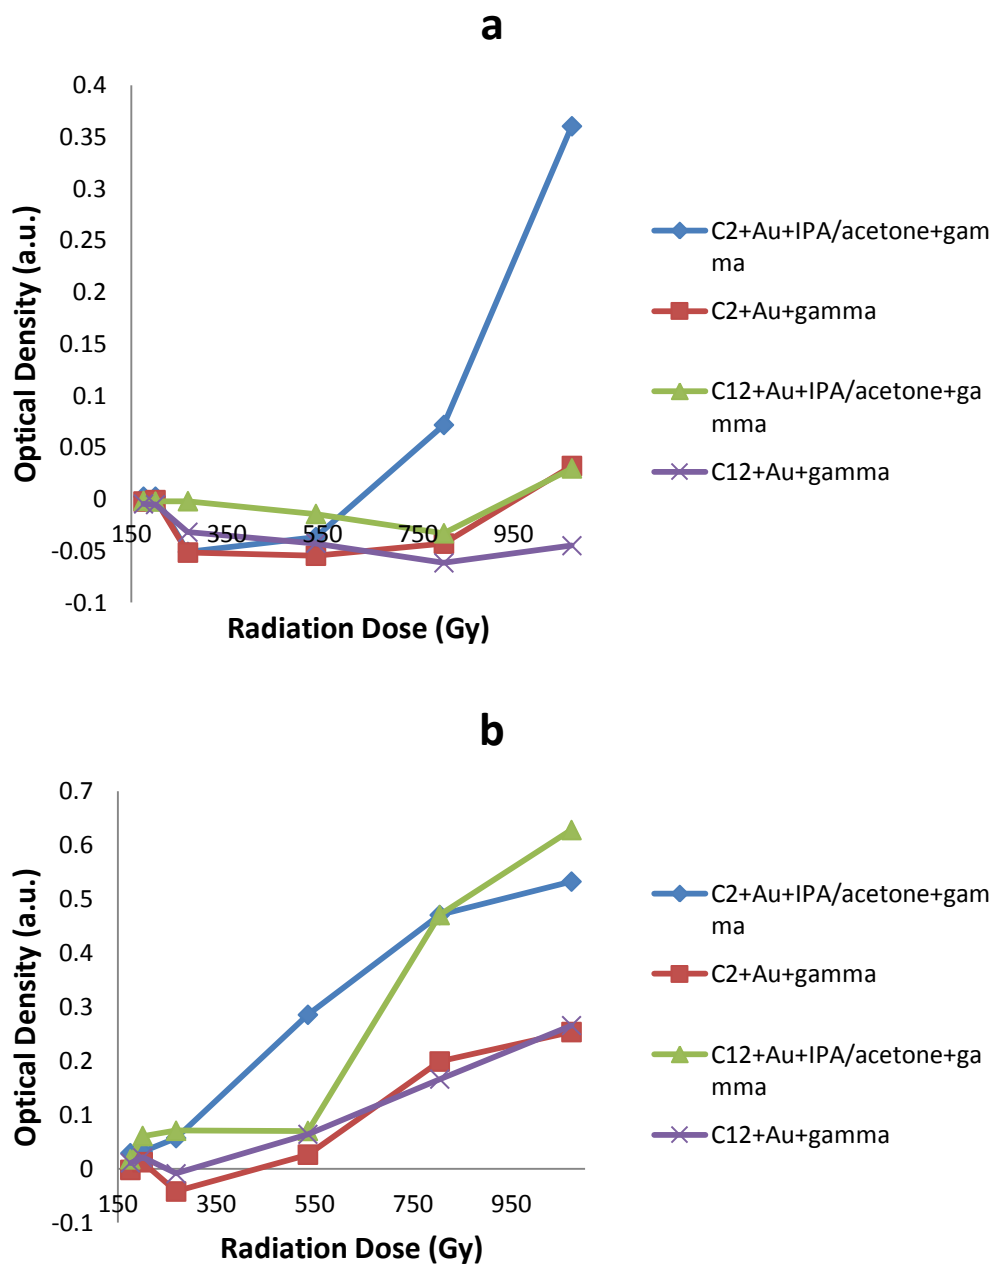 a
0.4
0.35
0.3
0.25
0.2
0.15
0.1
0.05
0
-0.05
-0.1
150
350
550
750
950
Optical Density (a.u.)
Radiation Dose (Gy)
C2+Au+IPA/acetone+gam
ma
C2+Au+gamma
C12+Au+IPA/acetone+ga
mma
C12+Au+gamma
b
0.7
0.6
0.5
0.4
0.3
0.2
0.1
0
-0.1
150
350
550
750
950
Optical Density (a.u.)
Radiation Dose (Gy)
C2+Au+IPA/acetone+gam
ma
C2+Au+gamma
C12+Au+IPA/acetone+ga
mma
C12+Au+gamma